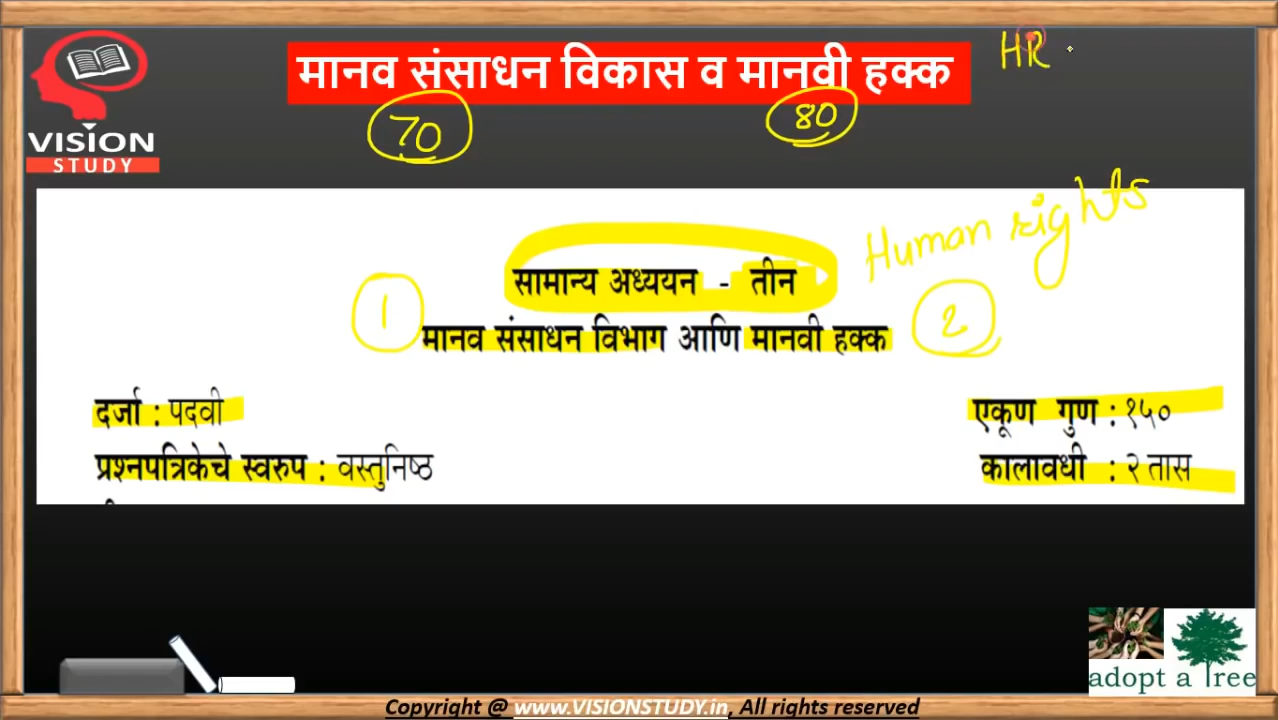 HR
मानव संसाधन विकास व मानवी हक्क
70
80
VISION
STUDY
Human rights
सामान्य अध्ययन - तीन
1
2
मानव संसाधन विभाग आणि मानवी हक्क
दर्जा : पदवी
एकूण गुण : १५०
प्रश्नपत्रिकेचे स्वरुप : वस्तुनिष्ठ
कालावधी : २ तास
adopt a Tree
Copyright @ www.VISIONSTUDY.in, All rights reserved